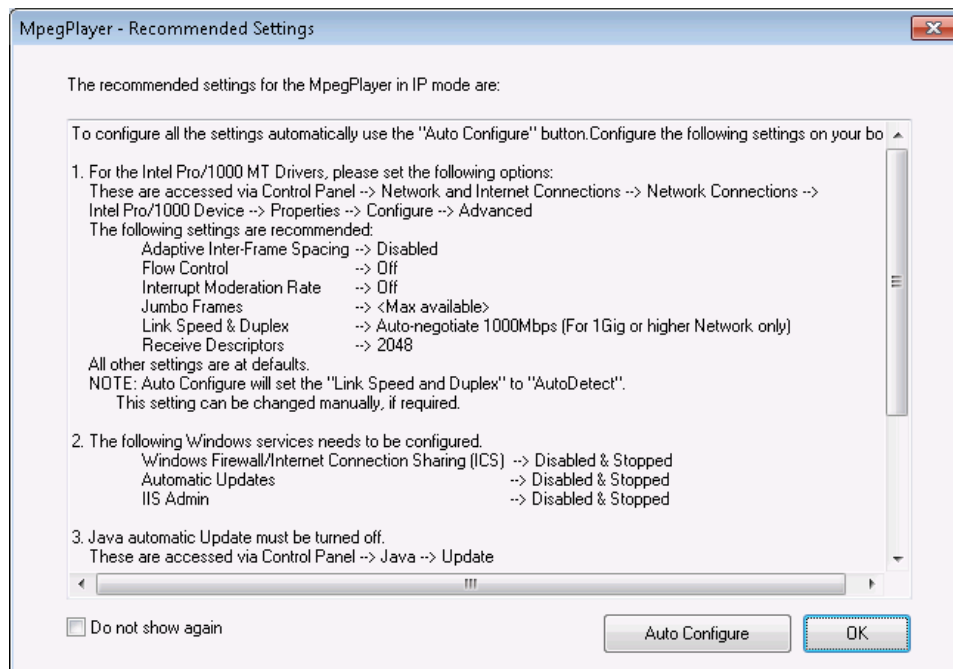 MpegPlayer - Recommended Settings
The recommended settings for the MpegPlayer in IP mode are:
To configure all the settings automatically use the "Auto Configure" button.Configure the following settings on your bo
1. For the Intel Pro/1000 MT Drivers, please set the following options:
These are accessed via Control Panel --> Network and Internet Connections --> Network Connections -->
Intel Pro/1000 Device --> Properties --> Configure --> Advanced
The following settings are recommended:
Adaptive Inter-Frame Spacing --> Disabled
Flow Control --> Off
Interrupt Moderation Rate --> Off
Jumbo Frames --> <Max available>
Link Speed & Duplex --> Auto-negotiate 1000Mbps (For 1Gig or higher Network only)
Receive Descriptors --> 2048
All other settings are at defaults.
NOTE: Auto Configure will set the "Link Speed and Duplex" to "AutoDetect".
This setting can be changed manually, if required.
2. The following Windows services needs to be configured.
Windows Firewall/Internet Connection Sharing (ICS) --> Disabled & Stopped
Automatic Updates --> Disabled & Stopped
IIS Admin --> Disabled & Stopped
3. Java automatic Update must be turned off.
These are accessed via Control Panel --> Java --> Update
Do not show again
Auto Configure
OK